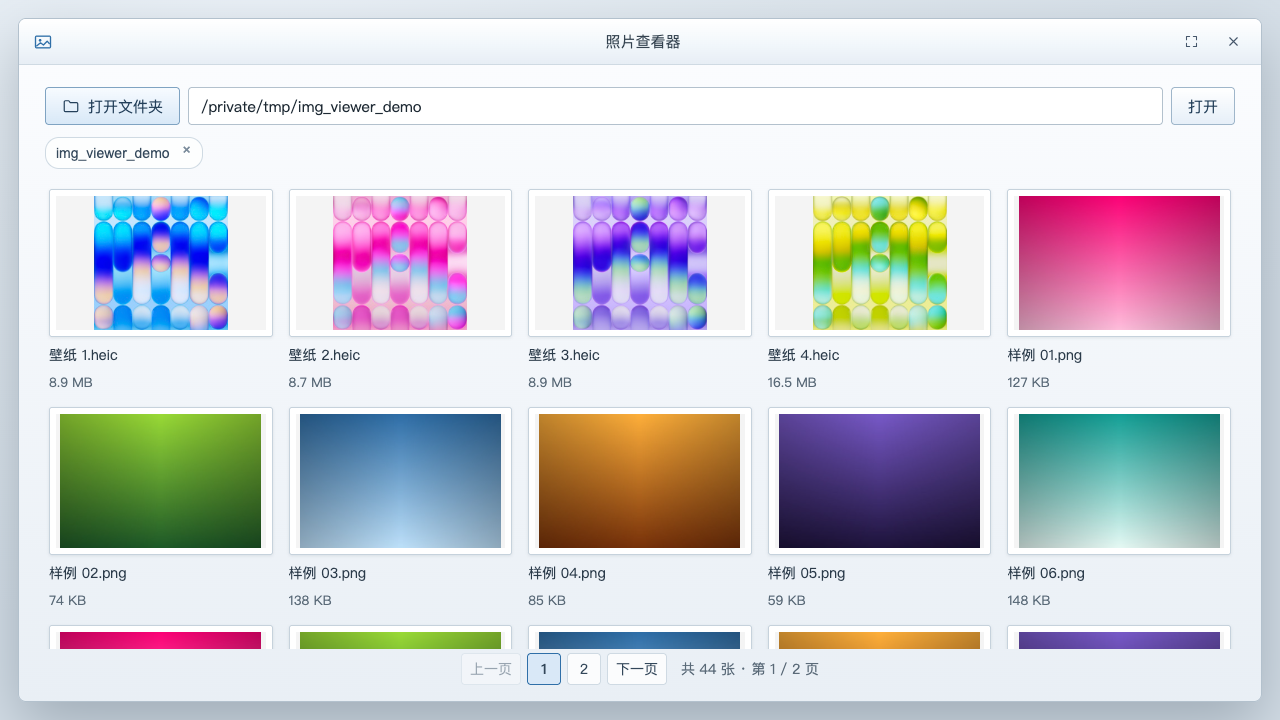 照片查看器
打开文件夹
/private/tmp/img_viewer_demo
打开
img_viewer_demo ×
壁纸 1.heic
8.9 MB
壁纸 2.heic
8.7 MB
壁纸 3.heic
8.9 MB
壁纸 4.heic
16.5 MB
样例 01.png
127 KB
样例 02.png
74 KB
样例 03.png
138 KB
样例 04.png
85 KB
样例 05.png
59 KB
样例 06.png
148 KB
上一页 1 2 下一页 共 44 张 · 第 1 / 2 页